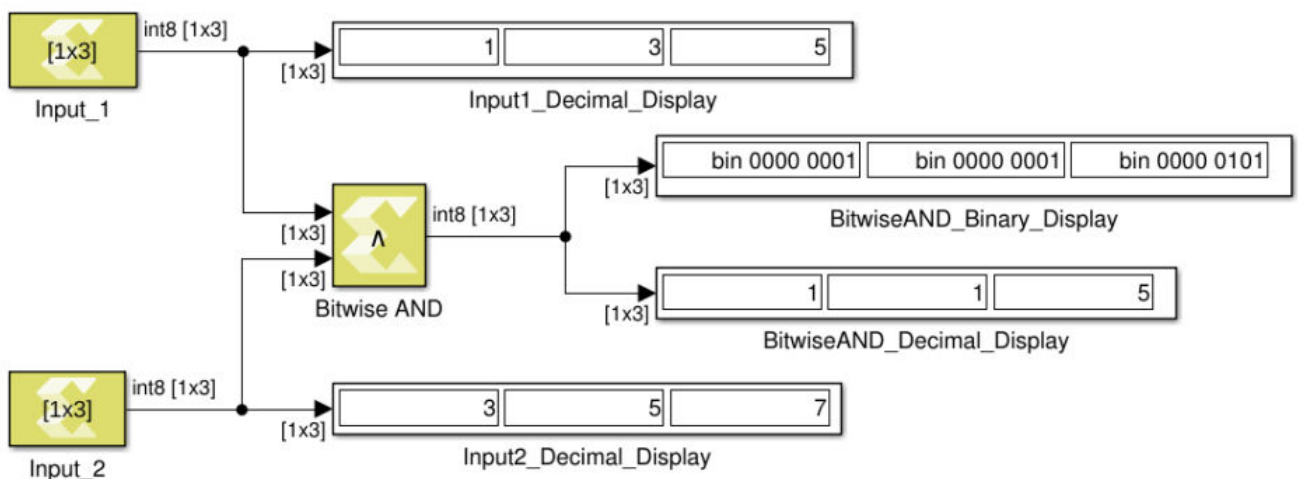 int8 [1x3]
[1x3]
1 3 5
[1x3]
Input_1
Input1_Decimal_Display
bin 0000 0001 bin 0000 0001 bin 0000 0101
[1x3]
BitwiseAND_Binary_Display
int8 [1x3]
[1x3]
∧
[1x3]
Bitwise AND
1 1 5
[1x3]
BitwiseAND_Decimal_Display
int8 [1x3]
[1x3]
3 5 7
[1x3]
Input_2
Input2_Decimal_Display